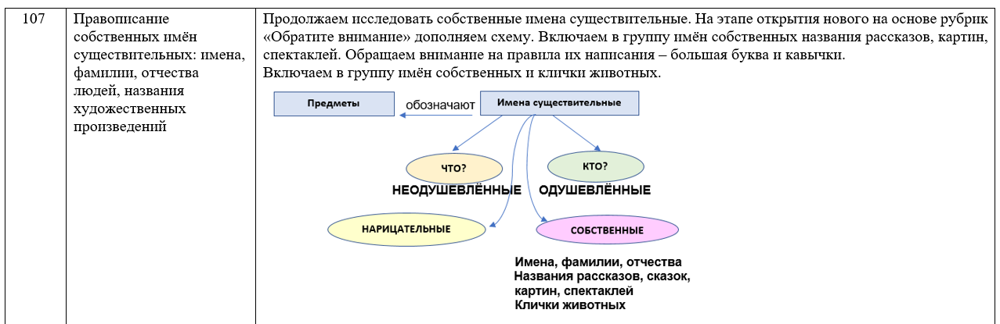 107
Правописание
собственных имён
существительных: имена,
фамилии, отчества
людей, названия
художественных
произведений
Продолжаем исследовать собственные имена существительные. На этапе открытия нового на основе рубрик
«Обратите внимание» дополняем схему. Включаем в группу имён собственных названия рассказов, картин,
спектаклей. Обращаем внимание на правила их написания – большая буква и кавычки.
Включаем в группу имён собственных и клички животных.
Предметы
обозначают
Имена существительные
ЧТО?
КТО?
НЕОДУШЕВЛЁННЫЕ
ОДУШЕВЛЁННЫЕ
НАРИЦАТЕЛЬНЫЕ
СОБСТВЕННЫЕ
Имена, фамилии, отчества
Названия рассказов, сказок,
картин, спектаклей
Клички животных